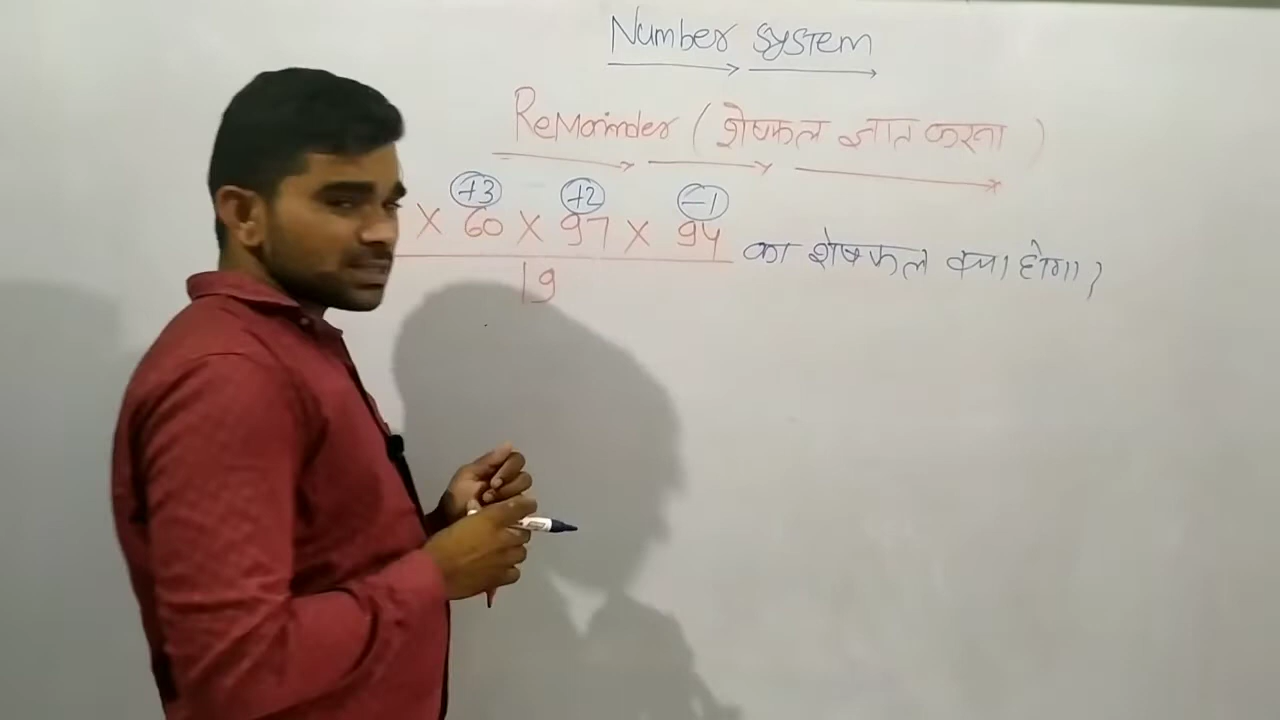 Number System
Remainder ( शेषफल ज्ञात करना )
+3 +2 -1
× 60 × 97 × 94 का शेषफल क्या होगा ?
19